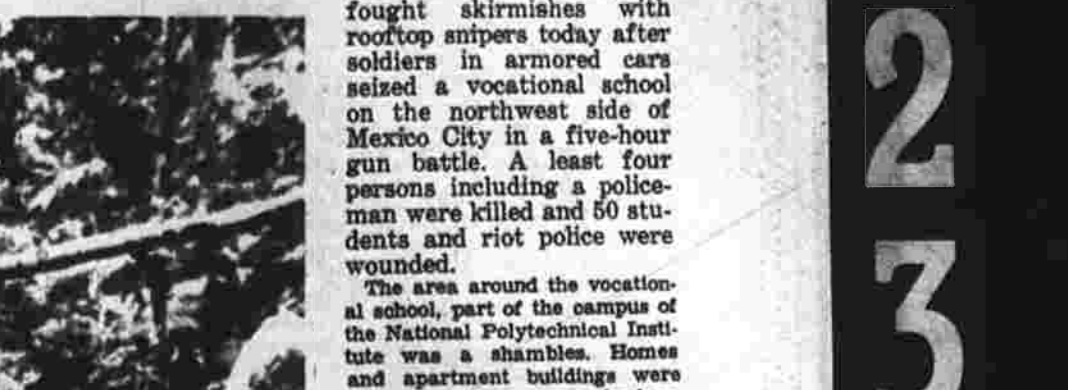 fought skirmishes with
rooftop snipers today after
soldiers in armored cars
seized a vocational school
on the northwest side of
Mexico City in a five-hour
gun battle. A least four
persons including a police-
man were killed and 50 stu-
dents and riot police were
wounded.
The area around the vocation-
al school, part of the campus of
the National Polytechnical Insti-
tute was a shambles. Homes
and apartment buildings were
2
3